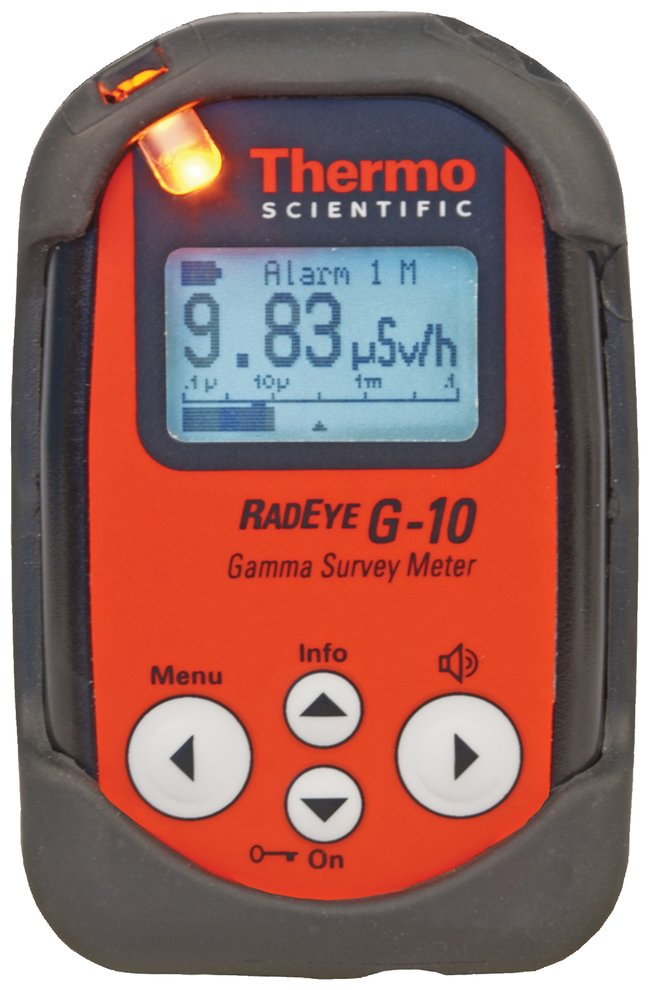 Thermo
SCIENTIFIC
Alarm 1 M
9.83 µSv/h
.1µ 10µ 1m .1
RADEYE G-10
Gamma Survey Meter
Info
Menu
On